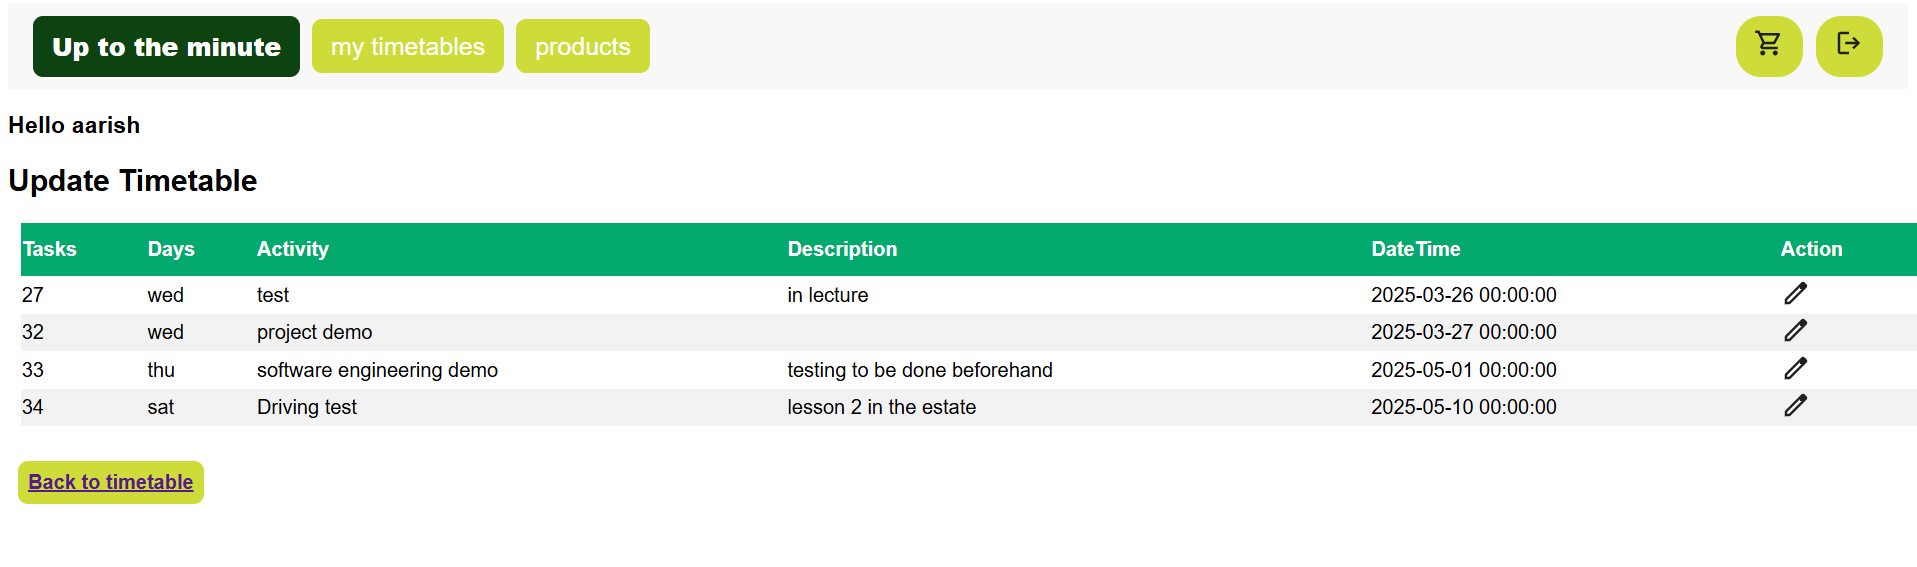 Up to the minute my timetables products
Hello aarish
Update Timetable
Tasks Days Activity Description DateTime Action
27 wed test in lecture 2025-03-26 00:00:00
32 wed project demo 2025-03-27 00:00:00
33 thu software engineering demo testing to be done beforehand 2025-05-01 00:00:00
34 sat Driving test lesson 2 in the estate 2025-05-10 00:00:00
Back to timetable